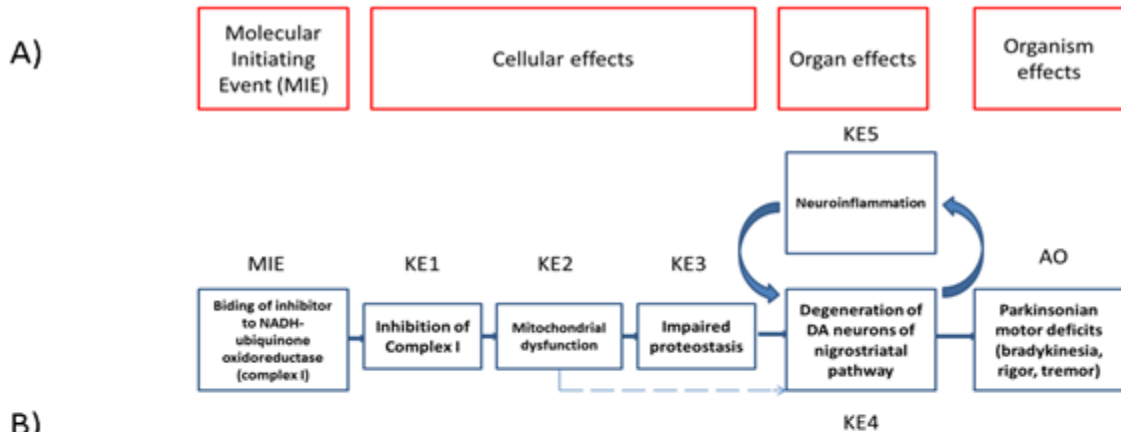 A)
Molecular
Initiating
Event (MIE)
Cellular effects
Organ effects
Organism
effects
KE5
Neuroinflammation
MIE
KE1
KE2
KE3
AO
Biding of inhibitor
to NADH-
ubiquinone
oxidoreductase
(complex I)
Inhibition of
Complex I
Mitochondrial
dysfunction
Impaired
proteostasis
Degeneration of
DA neurons of
nigrostriatal
pathway
Parkinsonian
motor deficits
(bradykinesia,
rigor, tremor)
B)
KE4